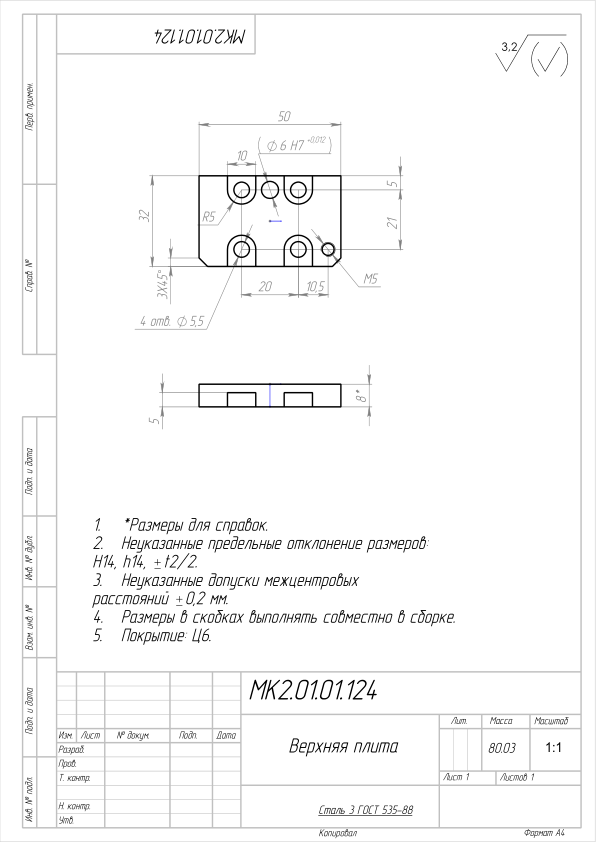 МК2.01.01.124
3,2
Перв. примен.
Справ. №
Подп. и дата
Инв. № дубл.
Взам. инв. №
Подп. и дата
Инв. № подл.
50
( Ø 6 H7 +0,012 )
10
5
R5
32
21
3X45°
M5
20
10,5
4 отв. Ø 5,5
5
8*
1. *Размеры для справок.
2. Неуказанные предельные отклонение размеров:
H14, h14, ±t2/2.
3. Неуказанные допуски межцентровых
расстояний ±0,2 мм.
4. Размеры в скобках выполнять совместно в сборке.
5. Покрытие: Ц6.
МК2.01.01.124
Изм. Лист № докум. Подп. Дата
Разраб.
Пров.
Т. контр.
Н. контр.
Утв.
Верхняя плита
Лит. Масса Масштаб
80.03 1:1
Лист 1 Листов 1
Сталь 3 ГОСТ 535-88
Копировал Формат А4